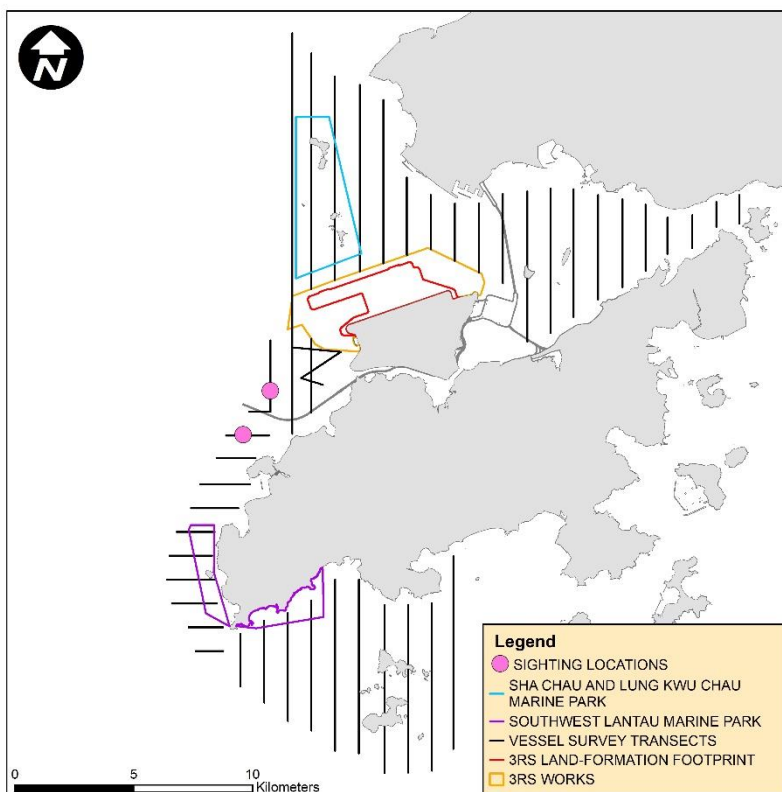 N
Legend
SIGHTING LOCATIONS
SHA CHAU AND LUNG KWU CHAU
MARINE PARK
SOUTHWEST LANTAU MARINE PARK
VESSEL SURVEY TRANSECTS
3RS LAND-FORMATION FOOTPRINT
3RS WORKS
0 5 10
Kilometers